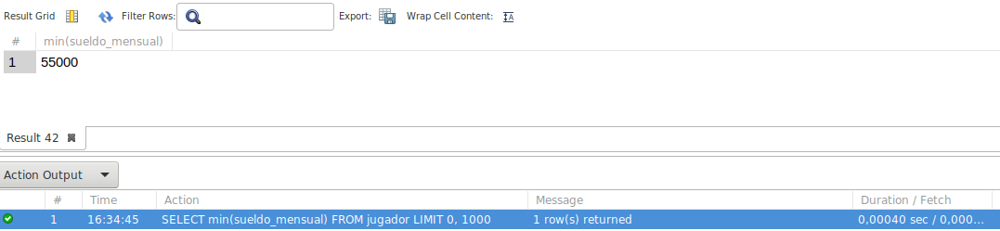 Result Grid Filter Rows: Export: Wrap Cell Content:
# min(sueldo_mensual)
1 55000
Result 42
Action Output
# Time Action Message Duration / Fetch
1 16:34:45 SELECT min(sueldo_mensual) FROM jugador LIMIT 0, 1000 1 row(s) returned 0,00040 sec / 0,000...